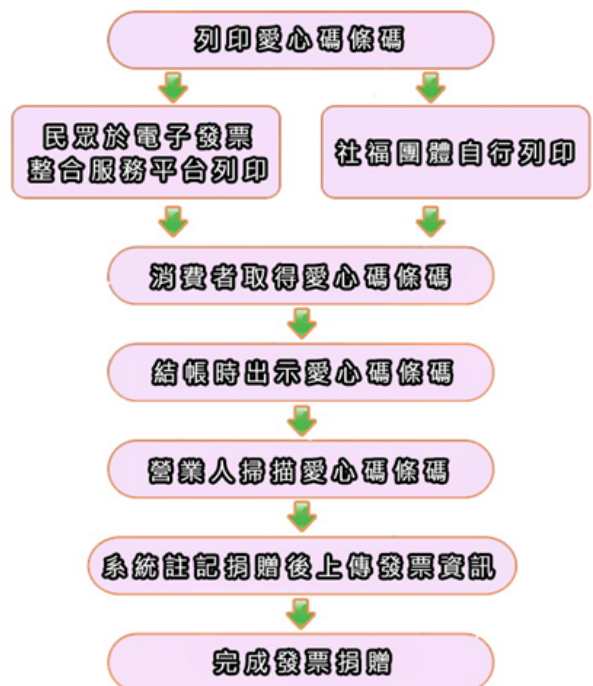 列印愛心碼條碼
民眾於電子發票
整合服務平台列印
社福團體自行列印
消費者取得愛心碼條碼
結帳時出示愛心碼條碼
營業人掃描愛心碼條碼
系統註記捐贈後上傳發票資訊
完成發票捐贈